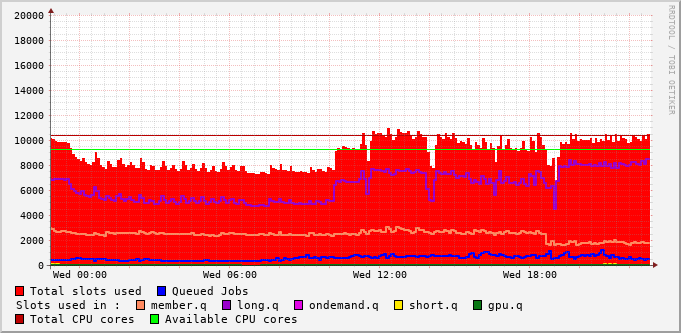 20000
18000
16000
14000
12000
10000
8000
6000
4000
2000
0
Wed 00:00 Wed 06:00 Wed 12:00 Wed 18:00
RRDTOOL / TOBI OETIKER
Total slots used Queued Jobs
Slots used in : member.q long.q ondemand.q short.q gpu.q
Total CPU cores Available CPU cores